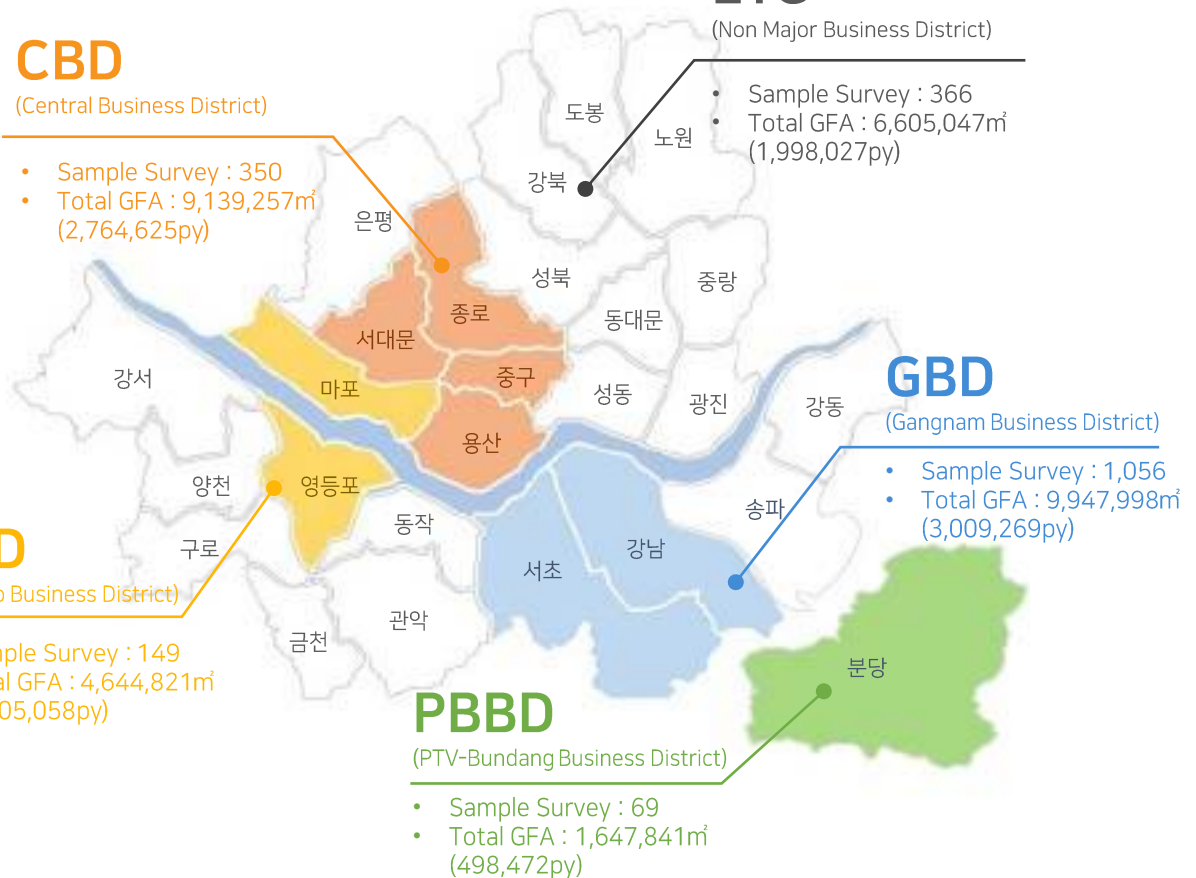 (Non Major Business District)
• Sample Survey : 366
• Total GFA : 6,605,047㎡
(1,998,027py)
CBD
(Central Business District)
• Sample Survey : 350
• Total GFA : 9,139,257㎡
(2,764,625py)
도봉
노원
강북
은평
성북
중랑
종로
동대문
서대문
강서
마포
중구
성동
광진
강동
용산
양천
영등포
동작
송파
구로
강남
서초
관악
금천
분당
GBD
(Gangnam Business District)
• Sample Survey : 1,056
• Total GFA : 9,947,998㎡
(3,009,269py)
D
Business District)
Survey : 149
GFA : 4,644,821㎡
05,058py)
PBBD
(PTV-Bundang Business District)
• Sample Survey : 69
• Total GFA : 1,647,841㎡
(498,472py)